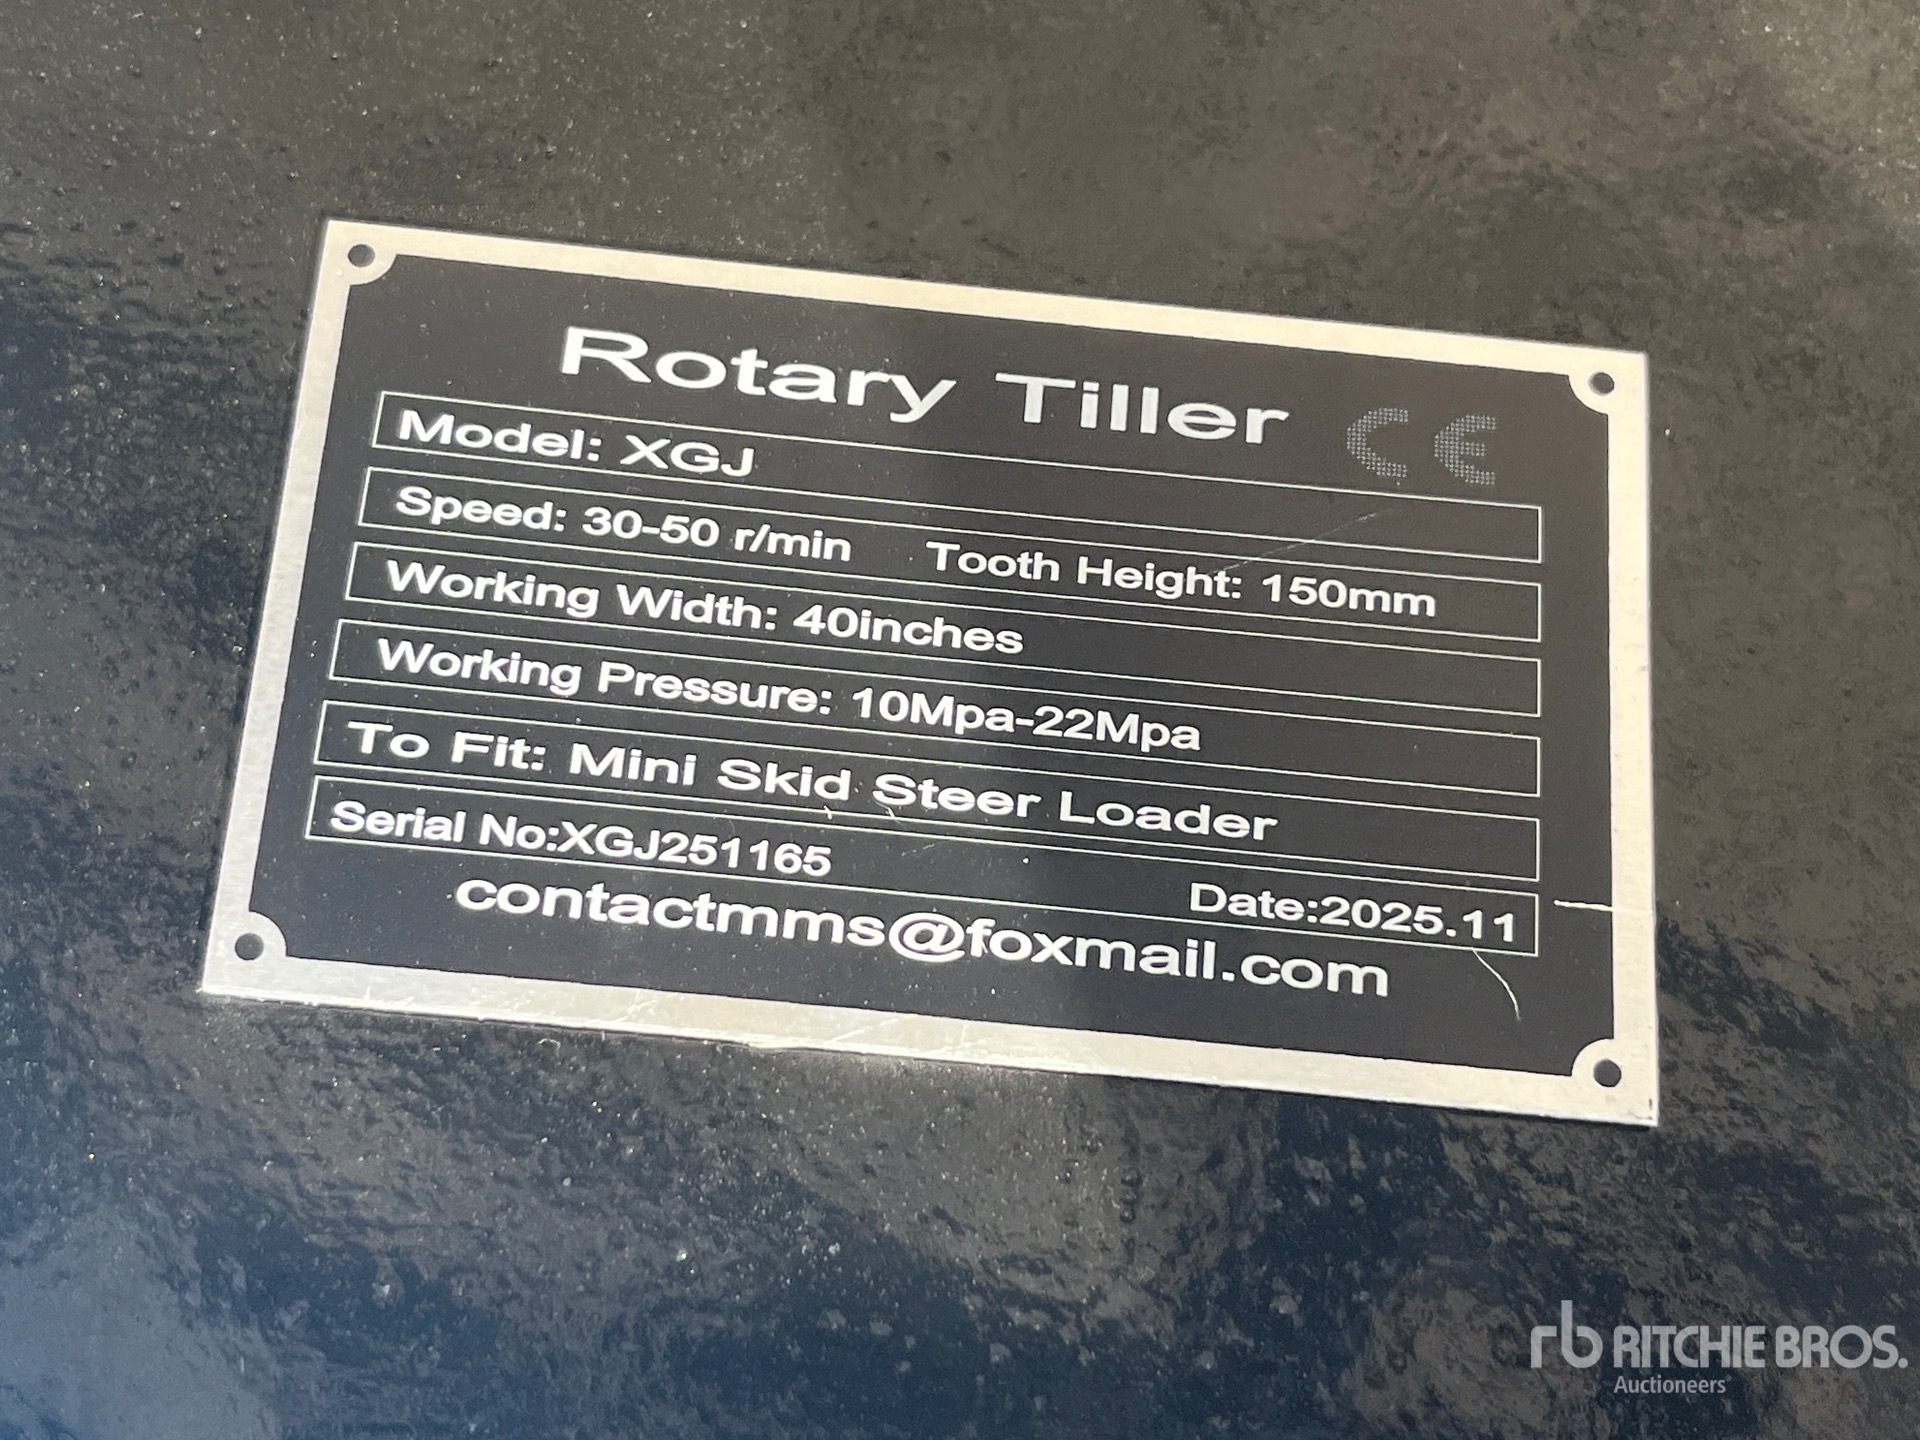 Rotary Tiller CE
Model: XGJ
Speed: 30-50 r/min Tooth Height: 150mm
Working Width: 40inches
Working Pressure: 10Mpa-22Mpa
To Fit: Mini Skid Steer Loader
Serial No:XGJ251165 Date:2025.11
contactmms@foxmail.com
rb RITCHIE BROS.
Auctioneers